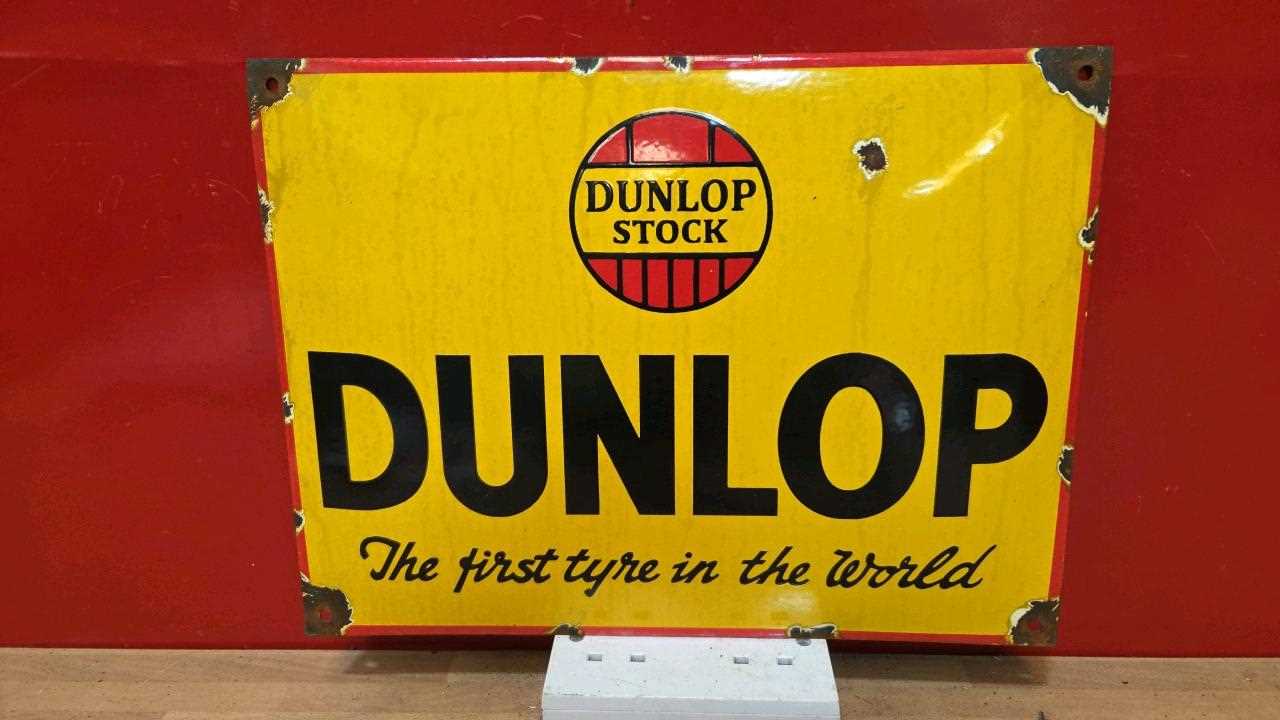 DUNLOP
STOCK
DUNLOP
The first tyre in the World